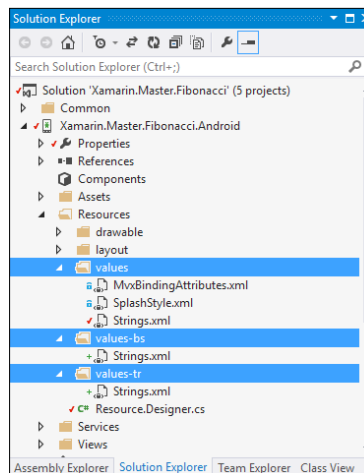 Solution Explorer
Search Solution Explorer (Ctrl+;)
Solution 'Xamarin.Master.Fibonacci' (5 projects)
Common
Xamarin.Master.Fibonacci.Android
Properties
References
Components
Assets
Resources
drawable
layout
values
MvxBindingAttributes.xml
SplashStyle.xml
Strings.xml
values-bs
Strings.xml
values-tr
Strings.xml
C# Resource.Designer.cs
Services
Views
Assembly Explorer Solution Explorer Team Explorer Class View